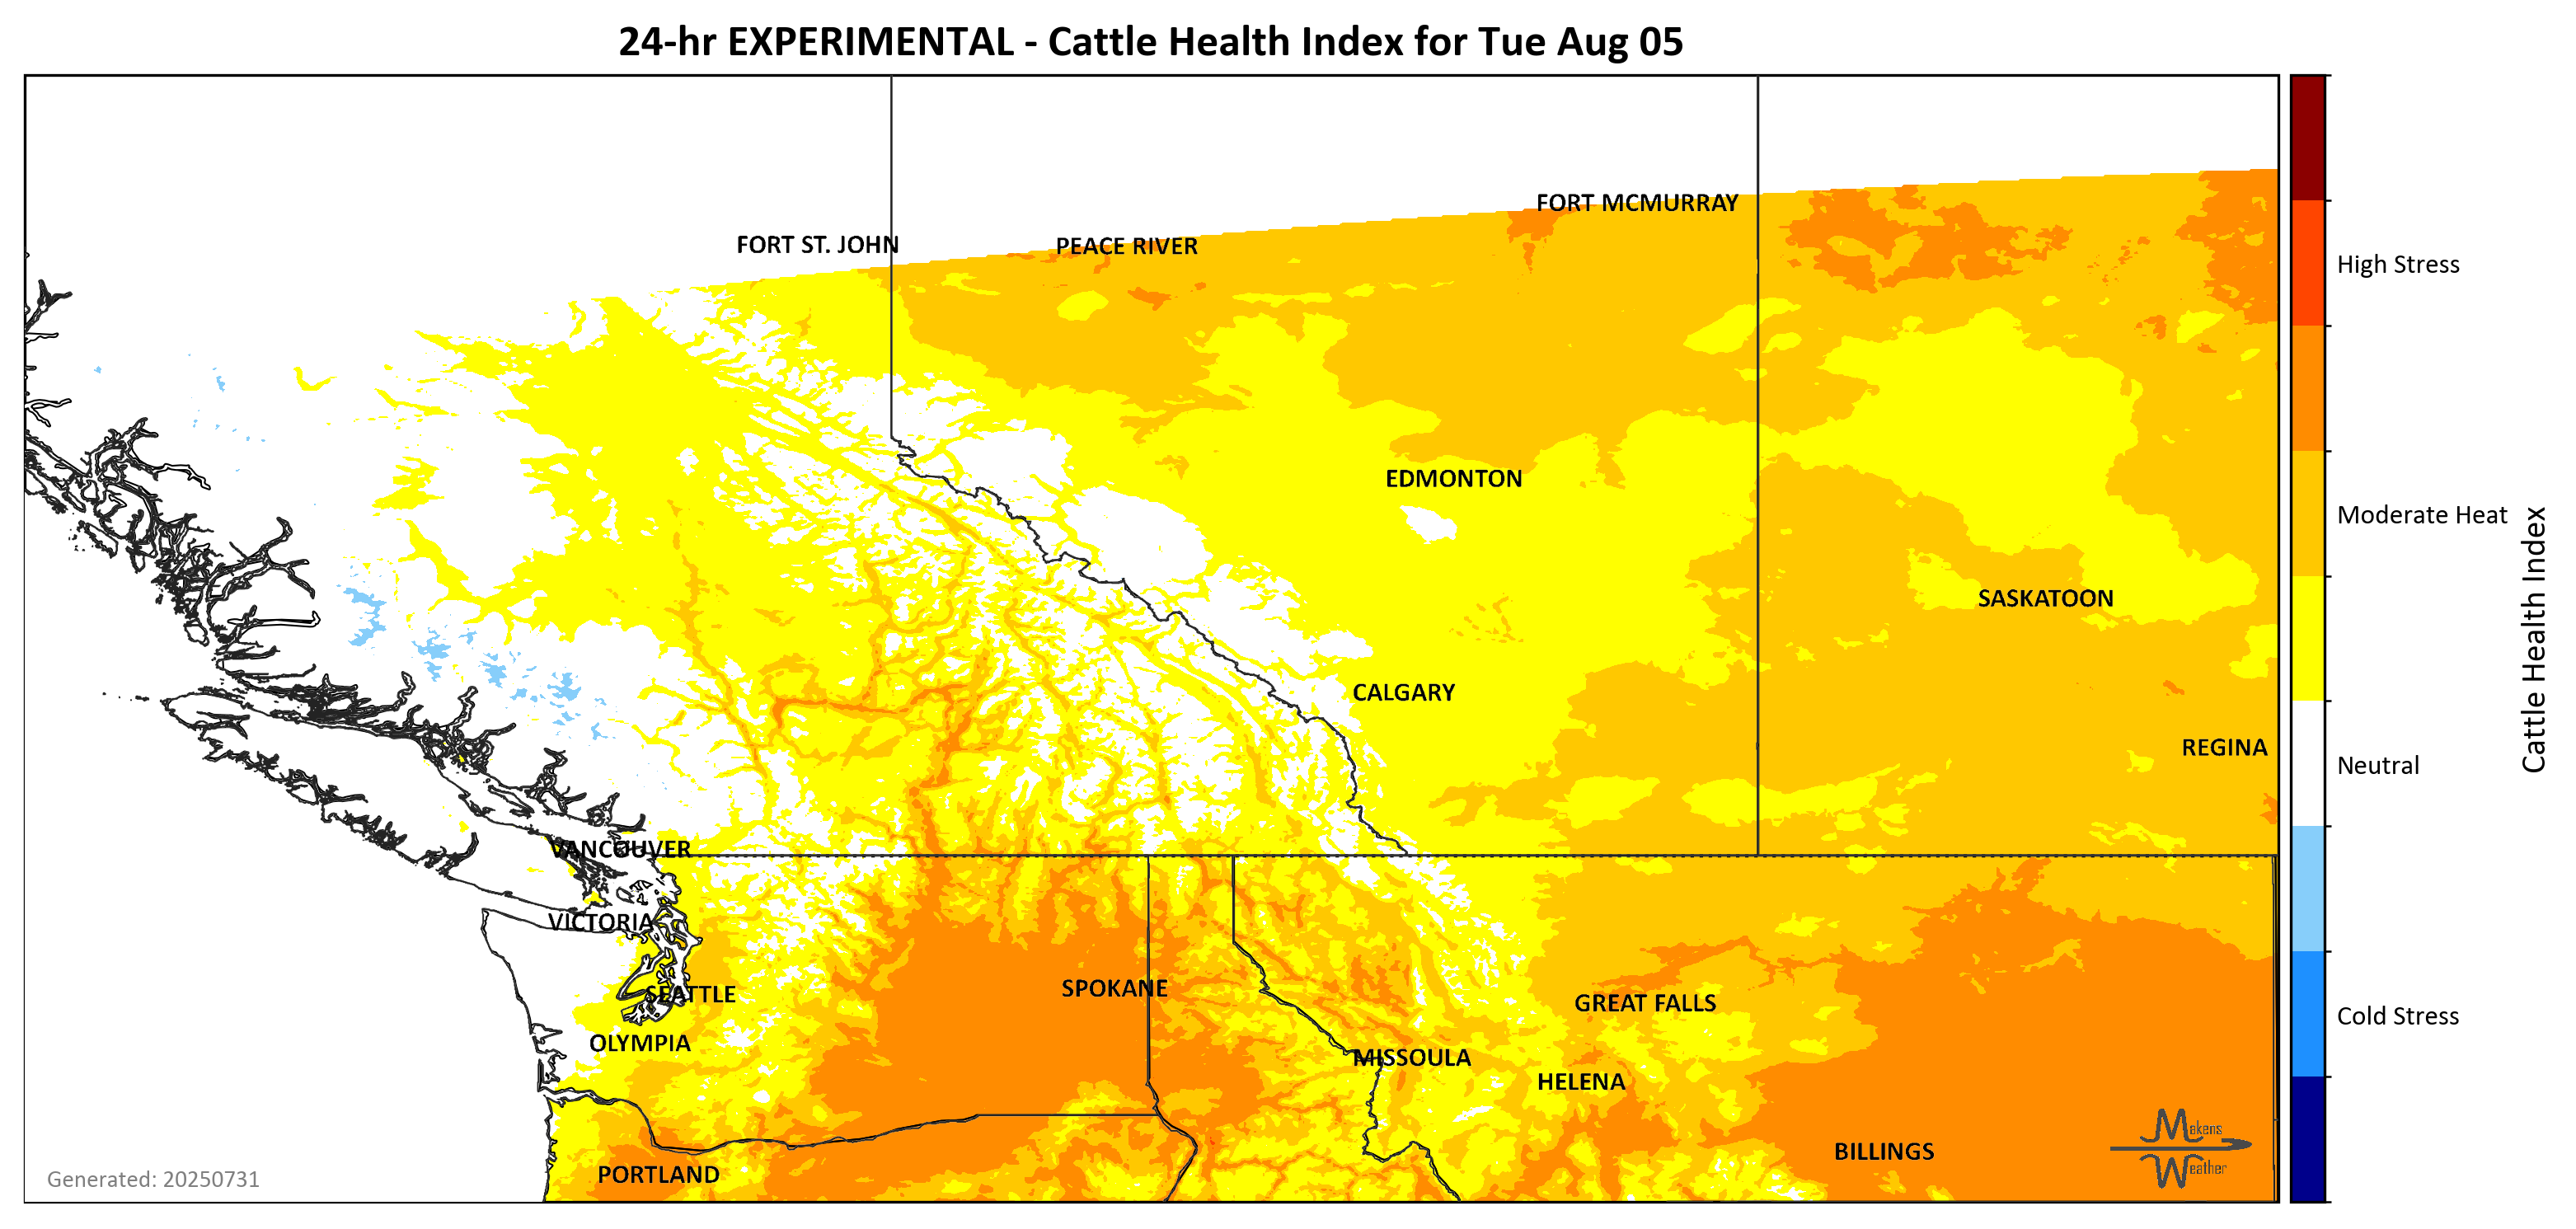 24-hr EXPERIMENTAL - Cattle Health Index for Tue Aug 05
FORT MCMURRAY
FORT ST. JOHN
PEACE RIVER
High Stress
EDMONTON
Moderate Heat
SASKATOON
CALGARY
REGINA
Neutral
Cattle Health Index
VANCOUVER
VICTORIA
SPOKANE
SEATTLE
GREAT FALLS
Cold Stress
OLYMPIA
MISSOULA
HELENA
BILLINGS
Makens
Weather
PORTLAND
Generated: 20250731